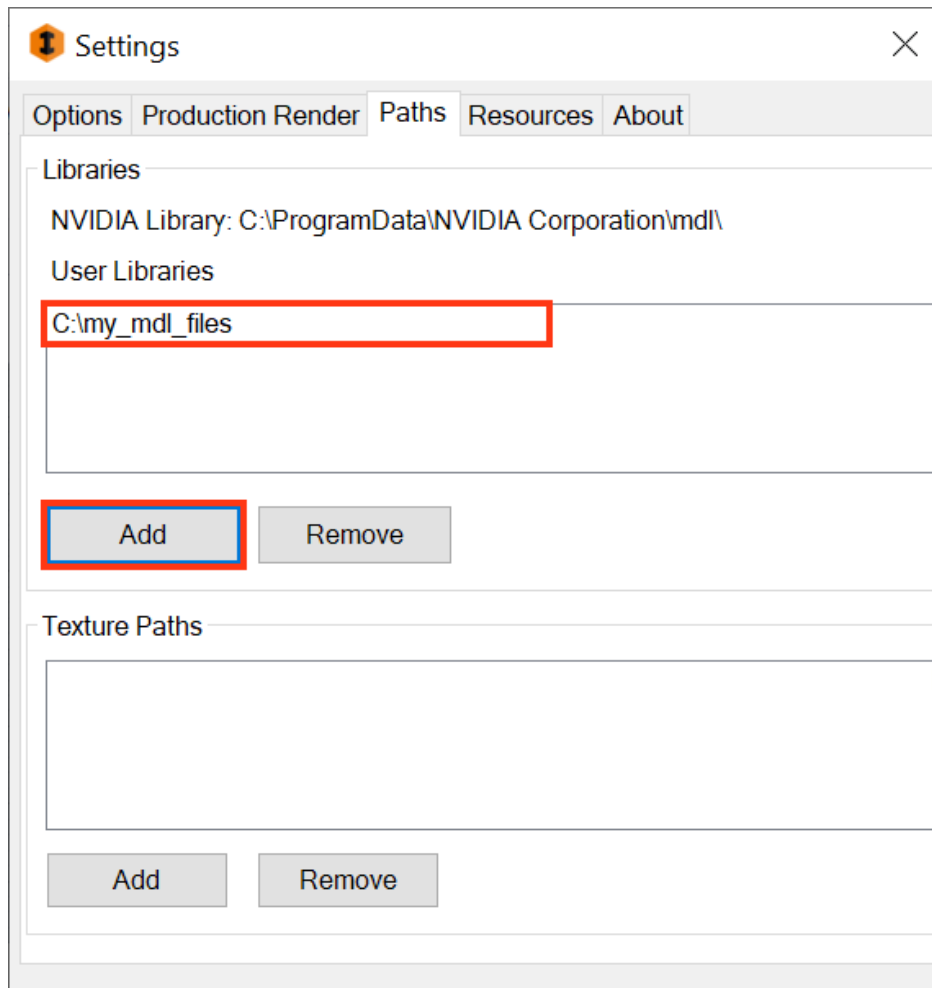 Settings
Options Production Render Paths Resources About
Libraries
NVIDIA Library: C:\ProgramData\NVIDIA Corporation\mdl\
User Libraries
C:\my_mdl_files
Add Remove
Texture Paths
Add Remove